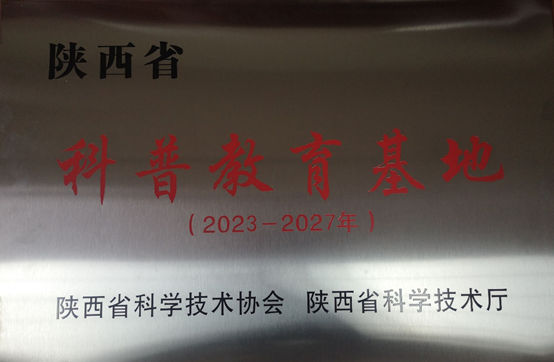 陕西省
科普教育基地
（2023－2027年）
陕西省科学技术协会 陕西省科学技术厅